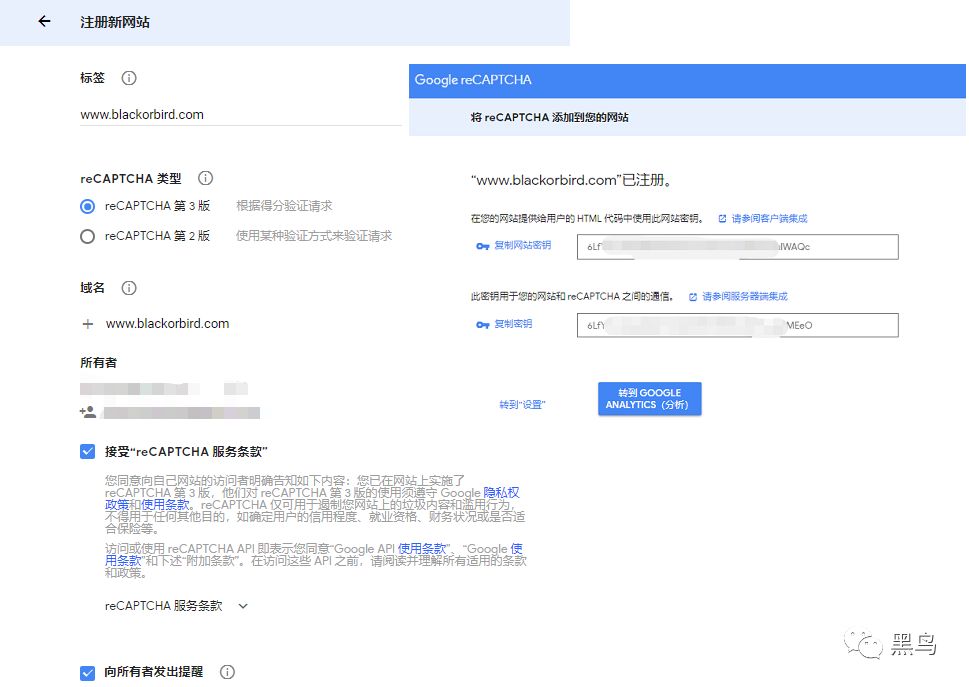 注册新网站
标签
www.blackorbird.com
reCAPTCHA 类型
reCAPTCHA 第 3 版 根据得分验证请求
reCAPTCHA 第 2 版 使用某种验证方式来验证请求
域名
www.blackorbird.com
所有者
接受“reCAPTCHA 服务条款”
您同意向自己网站的访问者明确告知如下内容：您已在网站上实施了
reCAPTCHA 第 3 版，他们对 reCAPTCHA 第 3 版的使用须遵守 Google 隐私权
政策和使用条款。reCAPTCHA 仅可用于遏制您网站上的垃圾内容和滥用行为，
不得用于任何其他目的，如确定用户的信用程度、就业资格、财务状况或是否适
合保险等。
访问或使用 reCAPTCHA API 即表示您同意“Google API 使用条款”、“Google 使
用条款”和下述“附加条款”。在访问这些 API 之前，请阅读并理解所有适用的条款
和政策。
reCAPTCHA 服务条款
向所有者发出提醒
Google reCAPTCHA
将 reCAPTCHA 添加到您的网站
“www.blackorbird.com”已注册。
在您的网站提供给用户的 HTML 代码中使用此网站密钥。 请参阅客户端集成
复制网站密钥
此密钥用于您的网站和 reCAPTCHA 之间的通信。 请参阅服务器端集成
复制密钥
转到“设置”
转到 GOOGLE
ANALYTICS（分析）
黑鸟